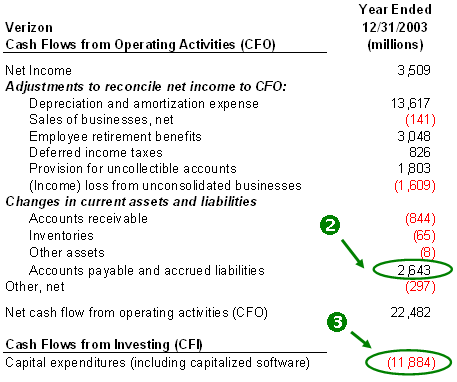 Year Ended
Verizon 12/31/2003
Cash Flows from Operating Activities (CFO) (millions)
Net Income 3,509
Adjustments to reconcile net income to CFO:
Depreciation and amortization expense 13,617
Sales of businesses, net (141)
Employee retirement benefits 3,048
Deferred income taxes 826
Provision for uncollectible accounts 1,803
(Income) loss from unconsolidated businesses (1,609)
Changes in current assets and liabilities
Accounts receivable (844)
Inventories (65)
2
Other assets (8)
Accounts payable and accrued liabilities 2,643
Other, net (297)
Net cash flow from operating activities (CFO) 22,482
3
Cash Flows from Investing (CFI)
Capital expenditures (including capitalized software) (11,884)